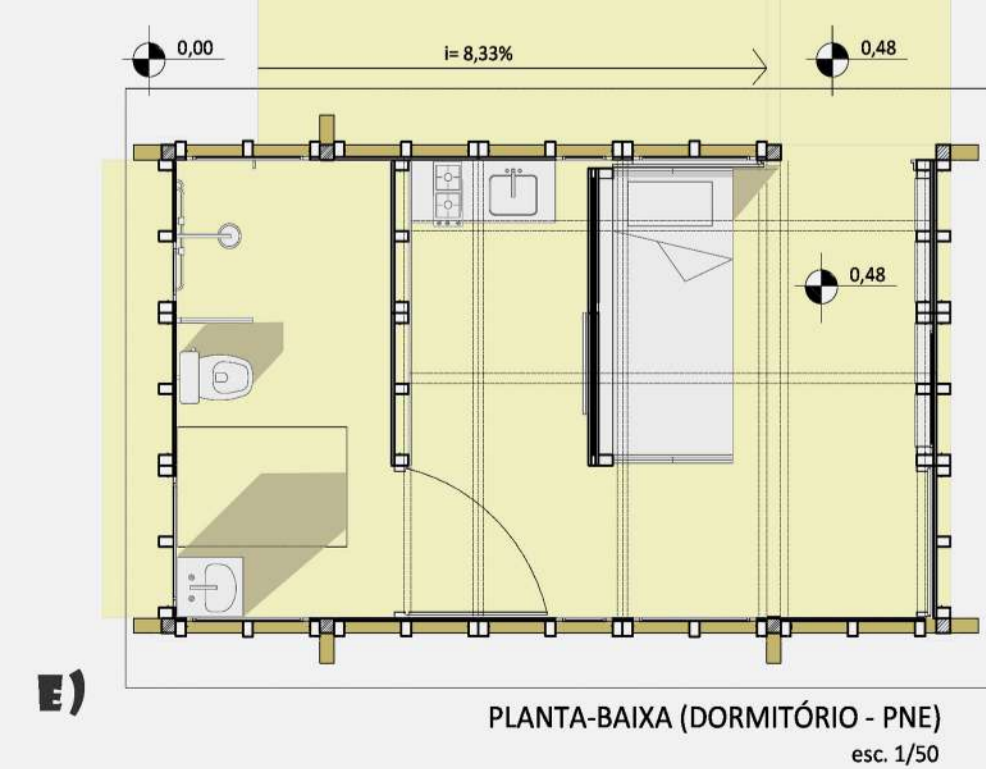 0,00
i= 8,33%
0,48
0,48
E)
PLANTA-BAIXA (DORMITÓRIO - PNE)
esc. 1/50